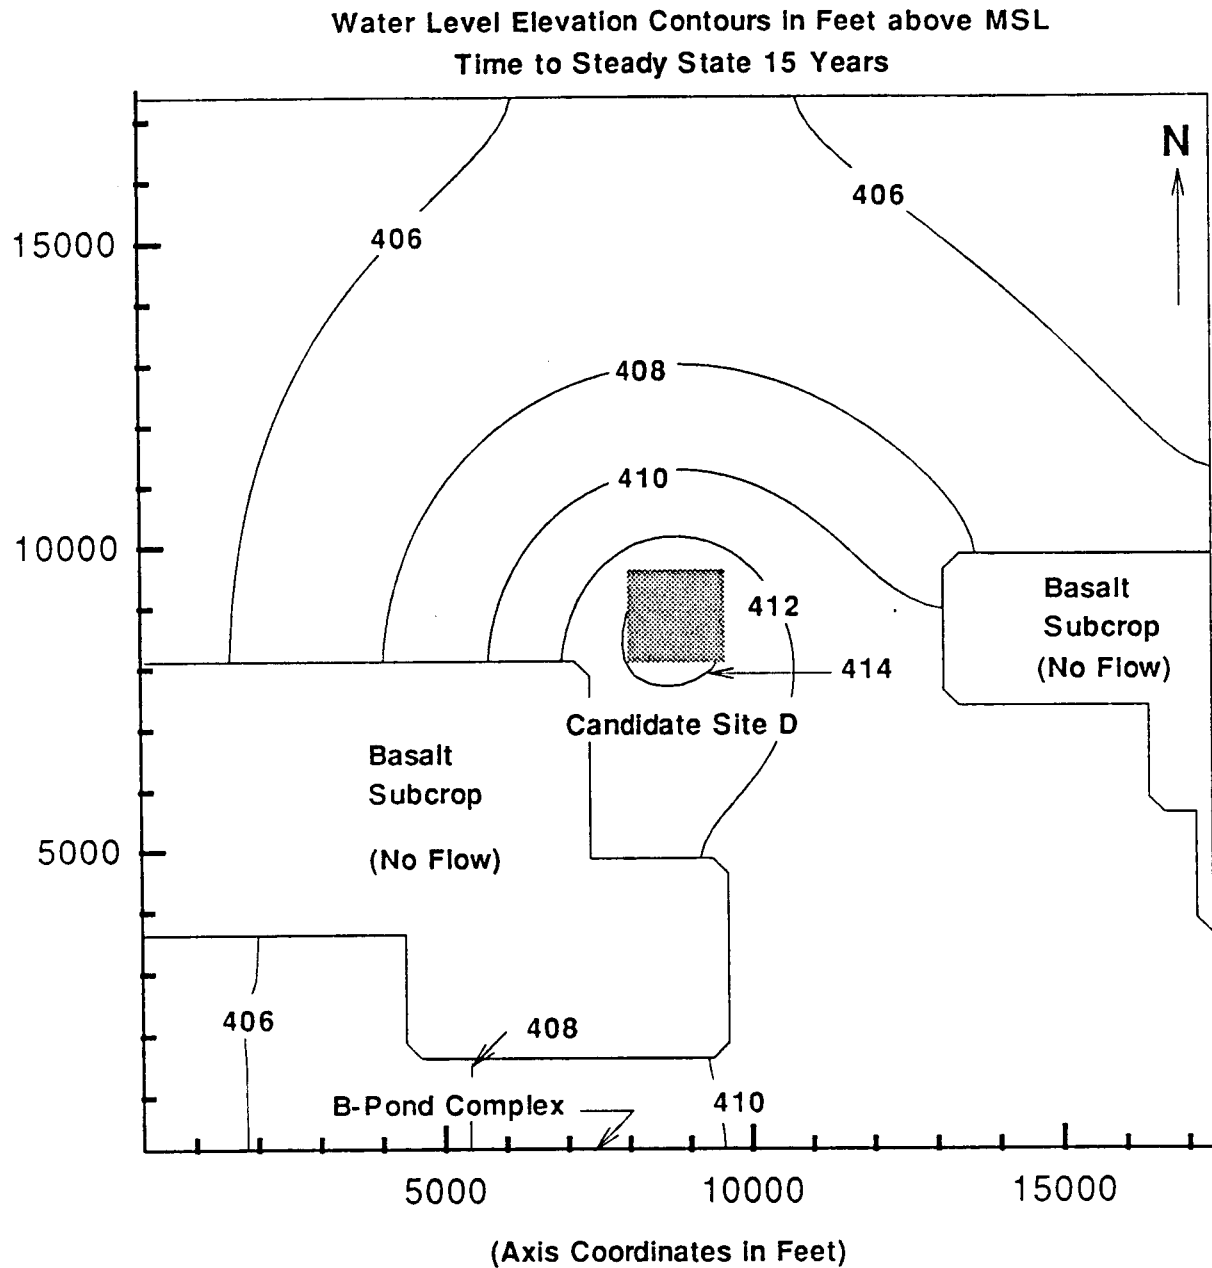 Water Level Elevation Contours in Feet above MSL
Time to Steady State 15 Years
N
406
15000
406
408
410
10000
412
Basalt
Subcrop
(No Flow)
414
Candidate Site D
Basalt
Subcrop
(No Flow)
5000
406
408
B-Pond Complex
410
5000 10000 15000
(Axis Coordinates in Feet)